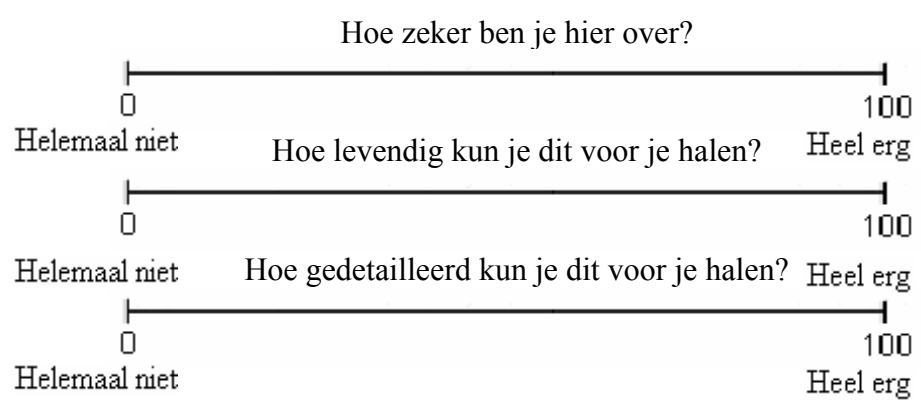 Hoe zeker ben je hier over?
0 100
Helemaal niet Heel erg
Hoe levendig kun je dit voor je halen?
0 100
Helemaal niet Heel erg
Hoe gedetailleerd kun je dit voor je halen?
0 100
Helemaal niet Heel erg